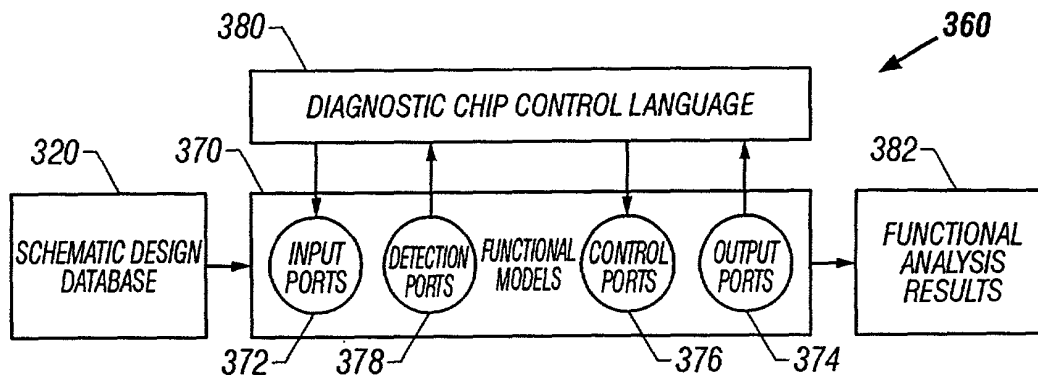 380
360
DIAGNOSTIC CHIP CONTROL LANGUAGE
320
370
382
SCHEMATIC DESIGN
DATABASE
INPUT
PORTS
DETECTION
PORTS
FUNCTIONAL
MODELS
CONTROL
PORTS
OUTPUT
PORTS
FUNCTIONAL
ANALYSIS
RESULTS
372
378
376
374